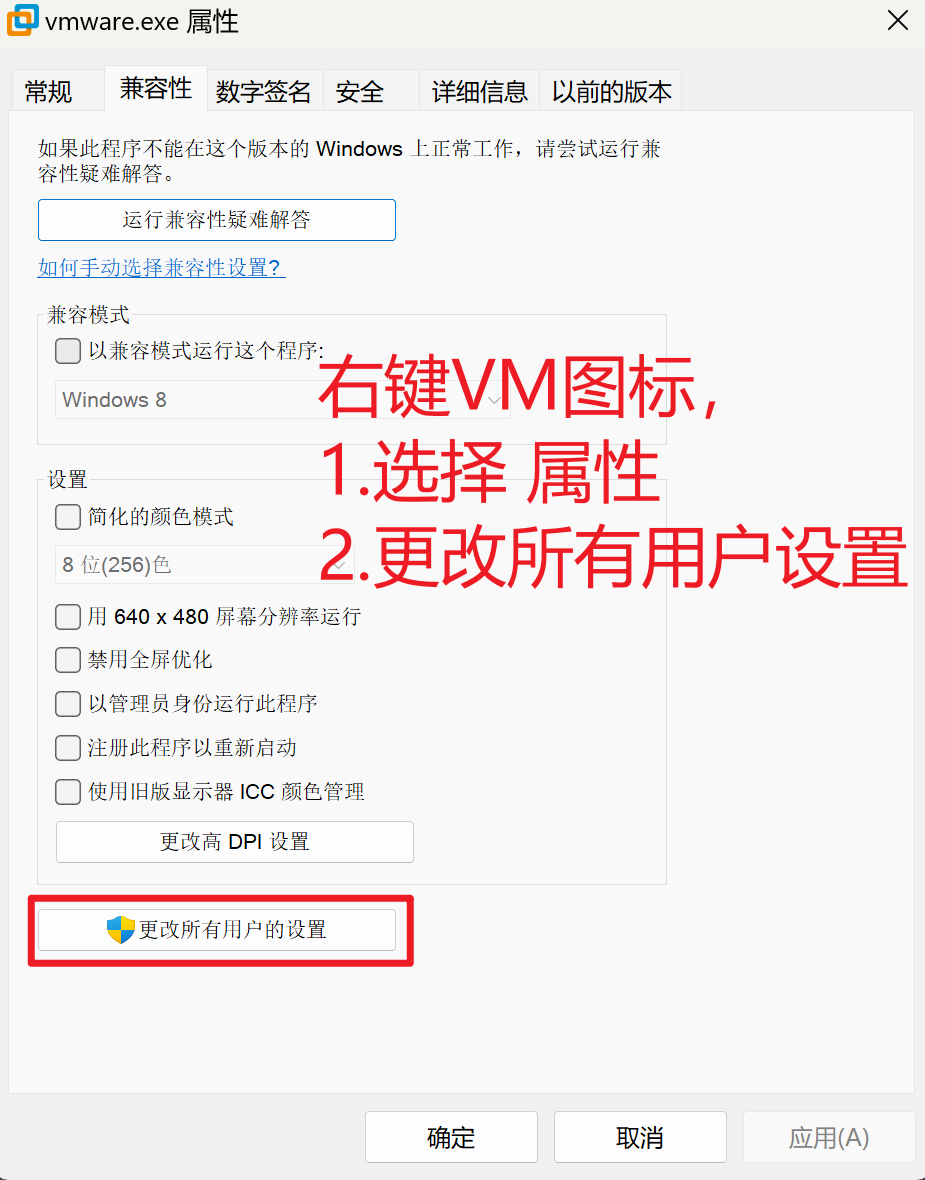 vmware.exe 属性
常规 兼容性 数字签名 安全 详细信息 以前的版本
如果此程序不能在这个版本的 Windows 上正常工作，请尝试运行兼
容性疑难解答。
运行兼容性疑难解答
如何手动选择兼容性设置?
兼容模式
以兼容模式运行这个程序:
Windows 8
右键VM图标，
1.选择 属性
2.更改所有用户设置
设置
简化的颜色模式
8 位(256)色
用 640 x 480 屏幕分辨率运行
禁用全屏优化
以管理员身份运行此程序
注册此程序以重新启动
使用旧版显示器 ICC 颜色管理
更改高 DPI 设置
更改所有用户的设置
确定 取消 应用(A)